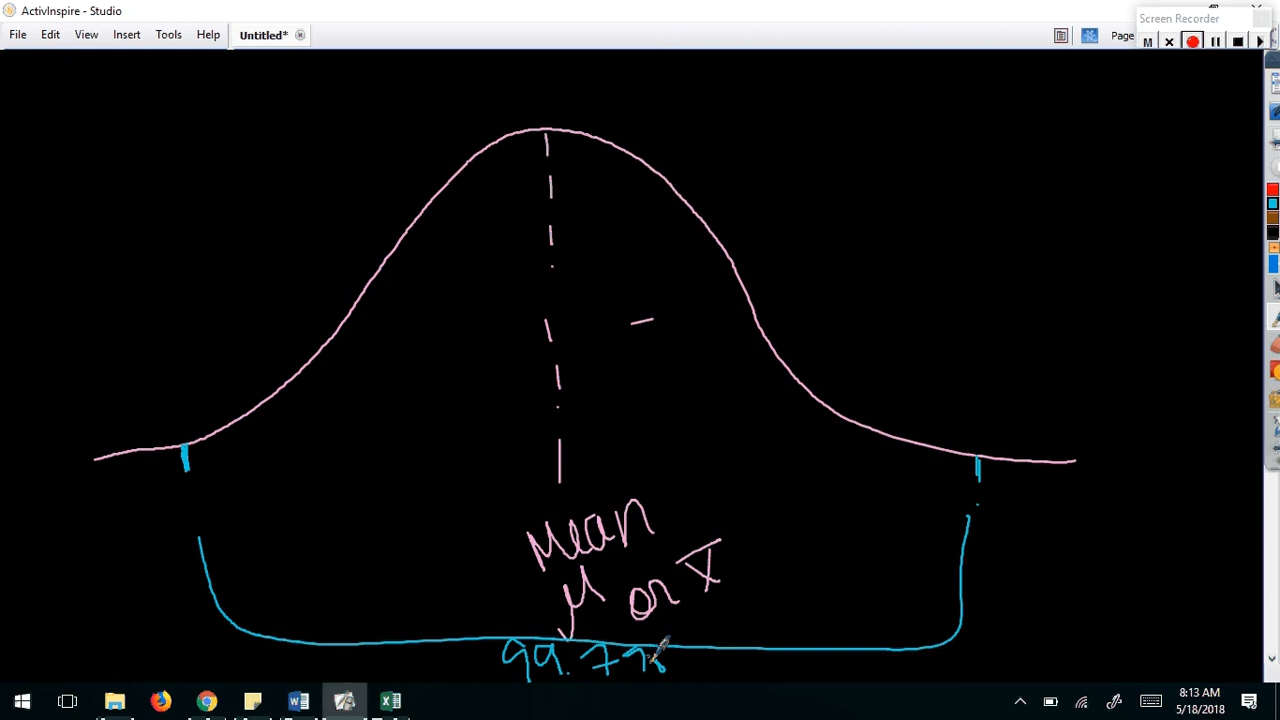 ActivInspire - Studio
Screen Recorder
File Edit View Insert Tools Help Untitled* Page
M
Mean
μ or X̅
99.7%
8:13 AM
5/18/2018